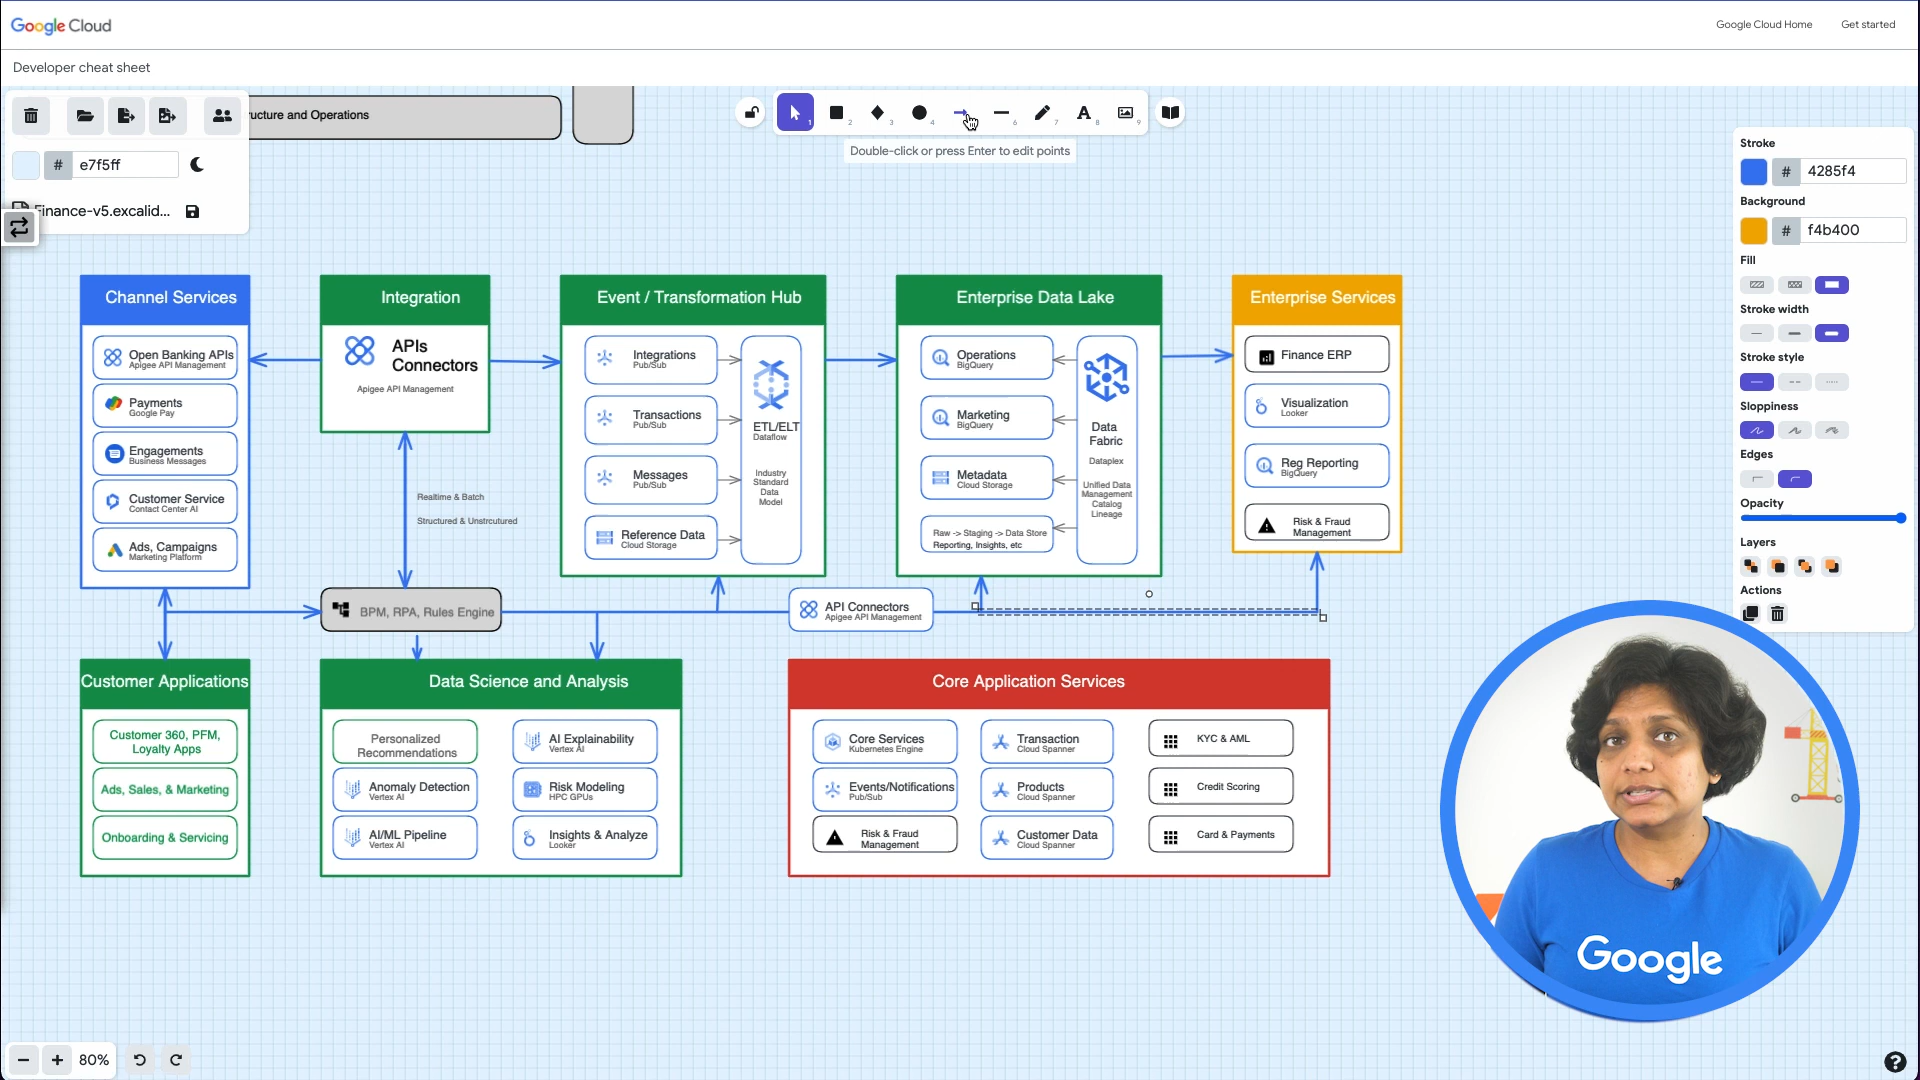 Google Cloud
Google Cloud Home
Get started
Developer cheat sheet
ructure and Operations
1
2
3
4
6
7
A
8
9
Double-click or press Enter to edit points
# e7f5ff
Finance-v5.excalid...
Stroke
# 4285f4
Background
# f4b400
Fill
Stroke width
Stroke style
Sloppiness
Edges
Opacity
Layers
Actions
Channel Services
Open Banking APIs
Apigee API Management
Payments
Google Pay
Engagements
Business Messages
Customer Service
Contact Center AI
Ads, Campaigns
Marketing Platform
Integration
APIs
Connectors
Apigee API Management
Realtime & Batch
Structured & Unstrcutured
Event / Transformation Hub
Integrations
Pub/Sub
Transactions
Pub/Sub
Messages
Pub/Sub
Reference Data
Cloud Storage
ETL/ELT
Dataflow
Industry
Standard
Data
Model
Enterprise Data Lake
Operations
BigQuery
Marketing
BigQuery
Metadata
Cloud Storage
Raw -> Staging -> Data Store
Reporting, Insights, etc
Data
Fabric
Dataplex
Unified Data
Management
Catalog
Lineage
Enterprise Services
Finance ERP
Visualization
Looker
Reg Reporting
BigQuery
Risk & Fraud
Management
BPM, RPA, Rules Engine
API Connectors
Apigee API Management
Customer Applications
Customer 360, PFM,
Loyalty Apps
Ads, Sales, & Marketing
Onboarding & Servicing
Data Science and Analysis
Personalized
Recommendations
Anomaly Detection
Vertex AI
AI/ML Pipeline
Vertex AI
AI Explainability
Vertex AI
Risk Modeling
HPC GPUs
Insights & Analyze
Looker
Core Application Services
Core Services
Kubernetes Engine
Events/Notifications
Pub/Sub
Risk & Fraud
Management
Transaction
Cloud Spanner
Products
Cloud Spanner
Customer Data
Cloud Spanner
KYC & AML
Credit Scoring
Card & Payments
Google
80%
?